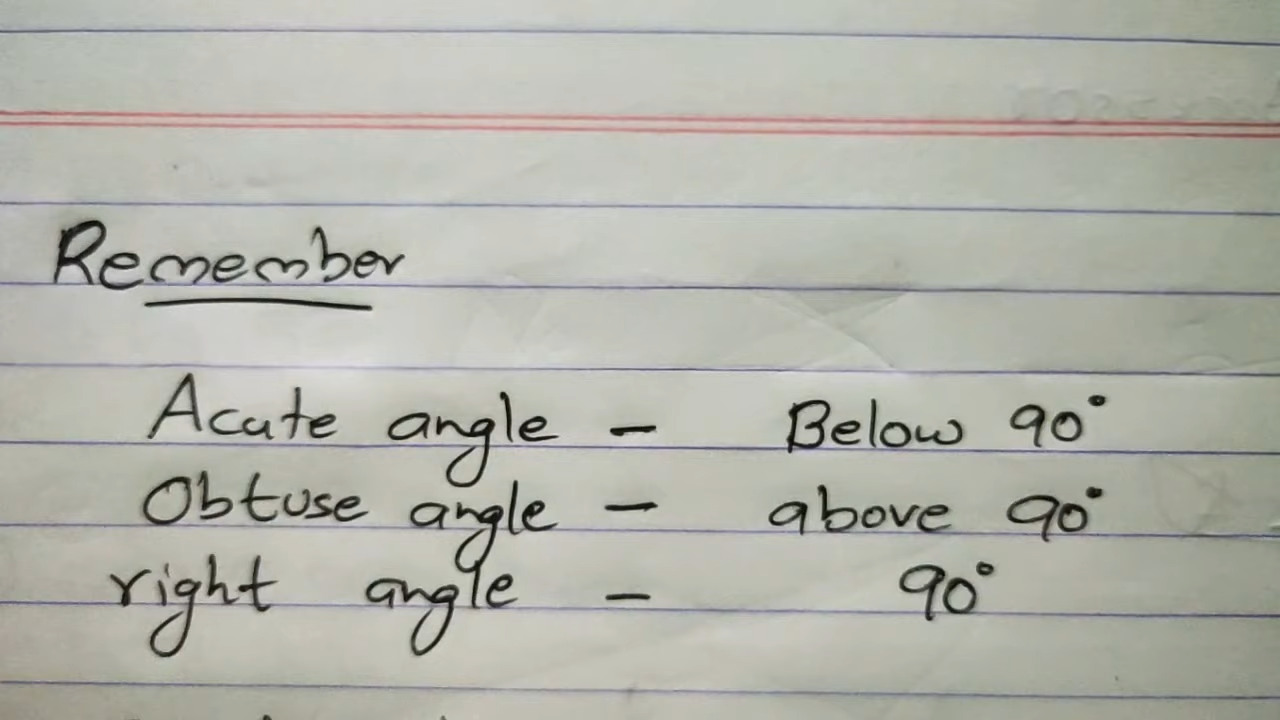 Remember
Acute angle - Below 90°
Obtuse angle - above 90°
right angle - 90°